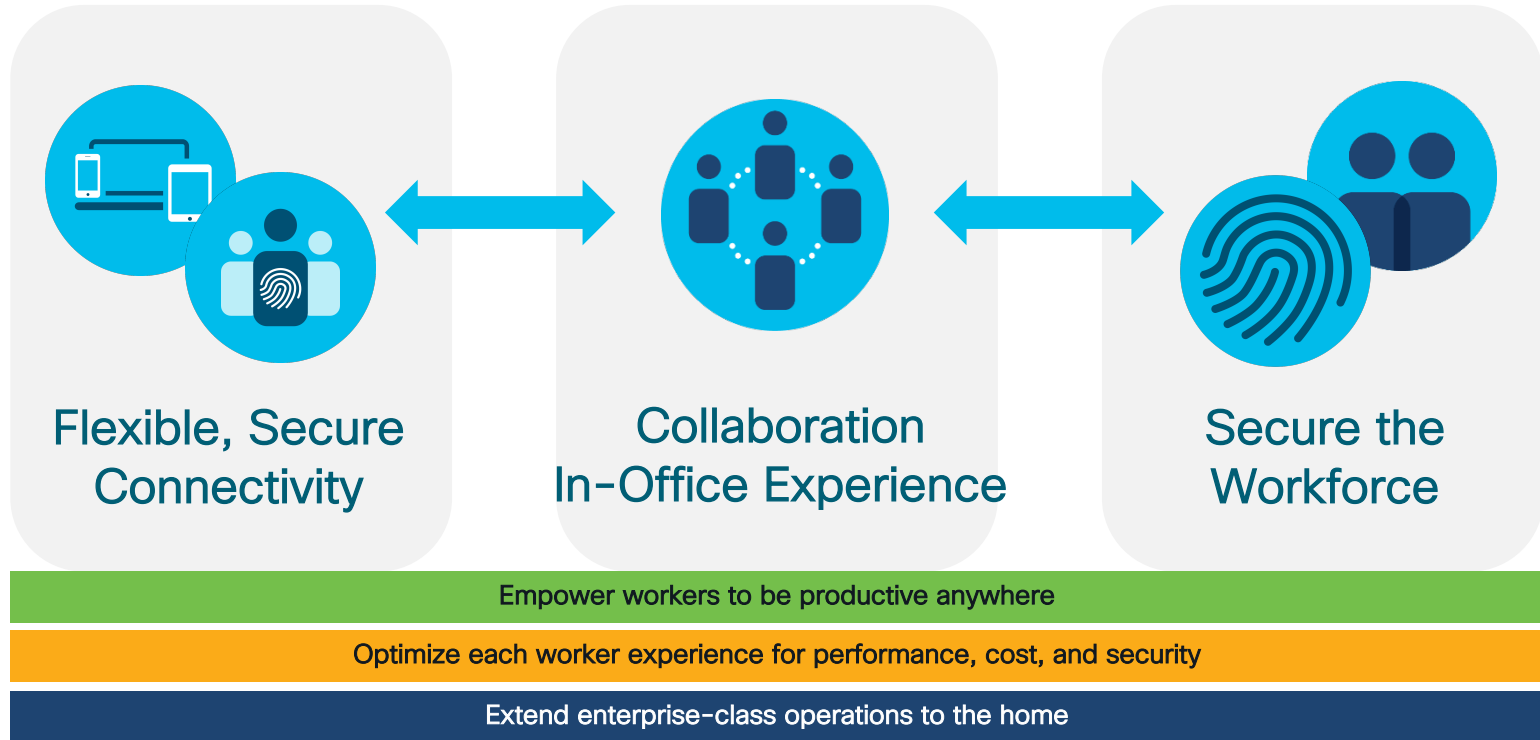 Flexible, Secure
Connectivity
Collaboration
In-Office Experience
Secure the
Workforce
Empower workers to be productive anywhere
Optimize each worker experience for performance, cost, and security
Extend enterprise-class operations to the home